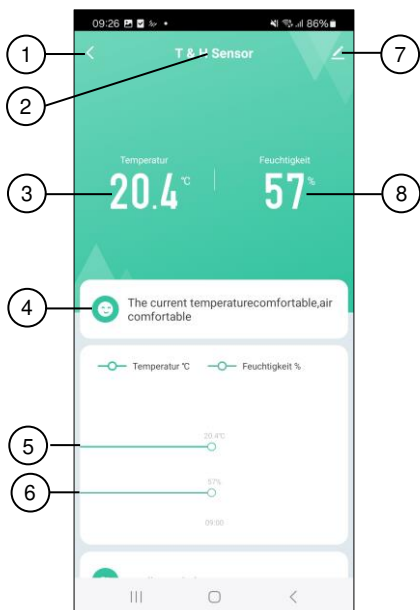 09:26 86%
1
T & H Sensor
7
2
Temperatur Feuchtigkeit
3
20.4 °C 57 %
8
4
The current temperaturecomfortable,air
comfortable
Temperatur °C Feuchtigkeit %
5
20.4°C
6
57%
09:00